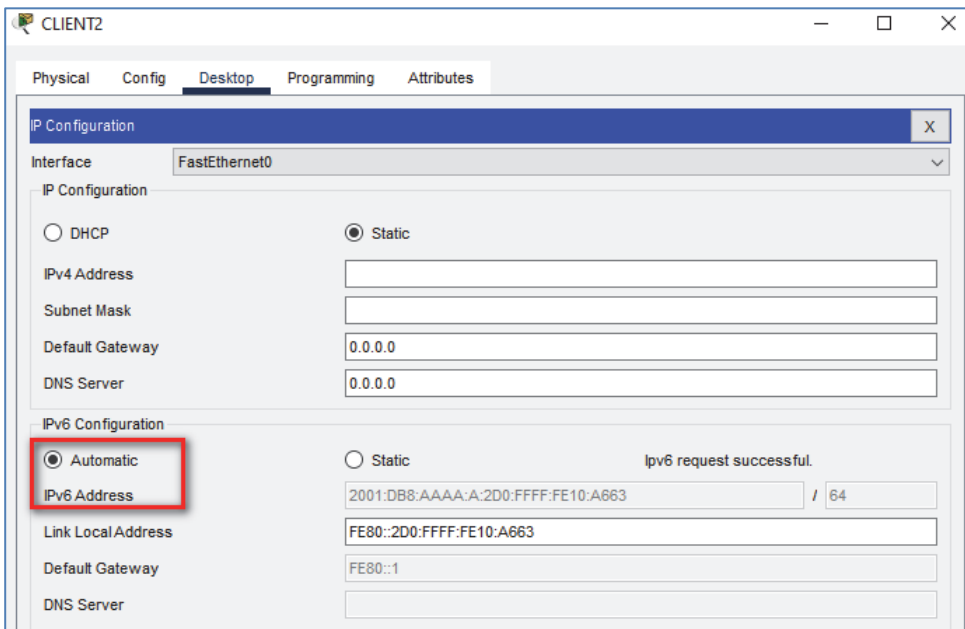 CLIENT2
Physical Config Desktop Programming Attributes
IP Configuration X
Interface FastEthernet0
IP Configuration
DHCP Static
IPv4 Address
Subnet Mask
Default Gateway 0.0.0.0
DNS Server 0.0.0.0
IPv6 Configuration
Automatic Static Ipv6 request successful.
IPv6 Address 2001:DB8:AAAA:A:2D0:FFFF:FE10:A663 / 64
Link Local Address FE80::2D0:FFFF:FE10:A663
Default Gateway FE80::1
DNS Server